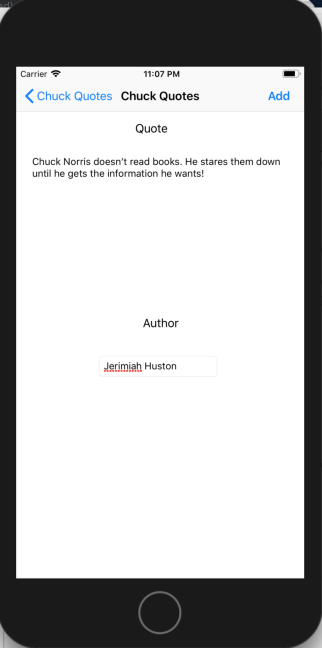 Carrier 11:07 PM
Chuck Quotes Chuck Quotes Add
Quote
Chuck Norris doesn't read books. He stares them down
until he gets the information he wants!
Author
Jerimiah Huston